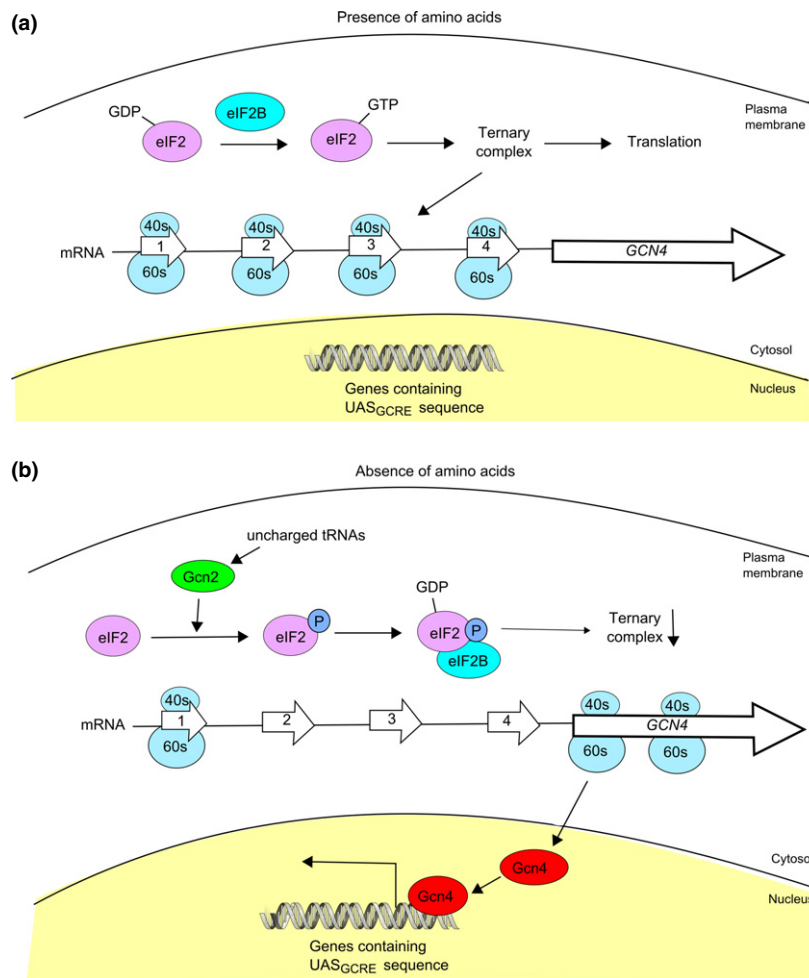 (a)
Presence of amino acids
Plasma
membrane
GDP
eIF2B
GTP
eIF2
eIF2
Ternary
complex
Translation
mRNA
40s
1
60s
40s
2
60s
40s
3
60s
40s
4
60s
GCN4
Cytosol
Nucleus
Genes containing
UASGCRE sequence
(b)
Absence of amino acids
uncharged tRNAs
Plasma
membrane
Gcn2
GDP
eIF2
eIF2
P
eIF2
P
eIF2B
Ternary
complex
mRNA
40s
1
60s
2
3
4
40s
60s
40s
60s
GCN4
Cytosol
Nucleus
Gcn4
Gcn4
Genes containing
UASGCRE sequence